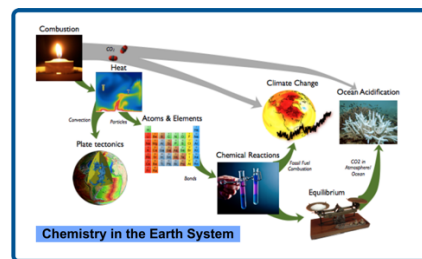 Combustion
CO₂
Heat
Climate Change
Ocean Acidification
Convection
Particles
Atoms & Elements
Plate tectonics
Chemical Reactions
Bonds
Fossil Fuel
Combustion
CO2 in
Atmosphere/
Ocean
Equilibrium
Chemistry in the Earth System